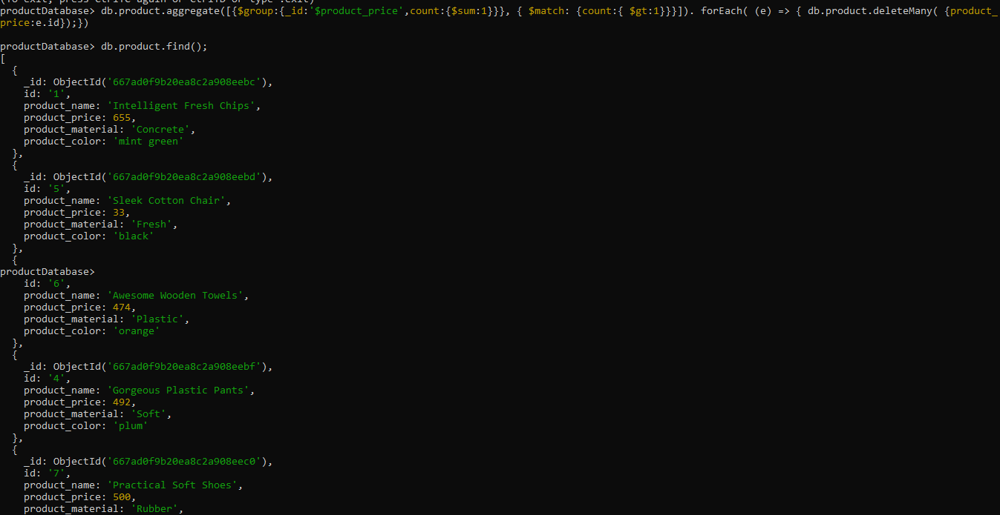 (To exit, press Ctrl+C again or Ctrl+D or type .exit)
productDatabase> db.product.aggregate([{$group:{_id:'$product_price',count:{$sum:1}}}, { $match: {count:{ $gt:1}}}]). forEach( (e) => { db.product.deleteMany( {product_
price:e.id});})
productDatabase> db.product.find();
[
  {
    _id: ObjectId('667ad0f9b20ea8c2a908eebc'),
    id: '1',
    product_name: 'Intelligent Fresh Chips',
    product_price: 655,
    product_material: 'Concrete',
    product_color: 'mint green'
  },
  {
    _id: ObjectId('667ad0f9b20ea8c2a908eebd'),
    id: '5',
    product_name: 'Sleek Cotton Chair',
    product_price: 33,
    product_material: 'Fresh',
    product_color: 'black'
  },
  {
productDatabase>
    id: '6',
    product_name: 'Awesome Wooden Towels',
    product_price: 474,
    product_material: 'Plastic',
    product_color: 'orange'
  },
  {
    _id: ObjectId('667ad0f9b20ea8c2a908eebf'),
    id: '4',
    product_name: 'Gorgeous Plastic Pants',
    product_price: 492,
    product_material: 'Soft',
    product_color: 'plum'
  },
  {
    _id: ObjectId('667ad0f9b20ea8c2a908eec0'),
    id: '7',
    product_name: 'Practical Soft Shoes',
    product_price: 500,
    product_material: 'Rubber',